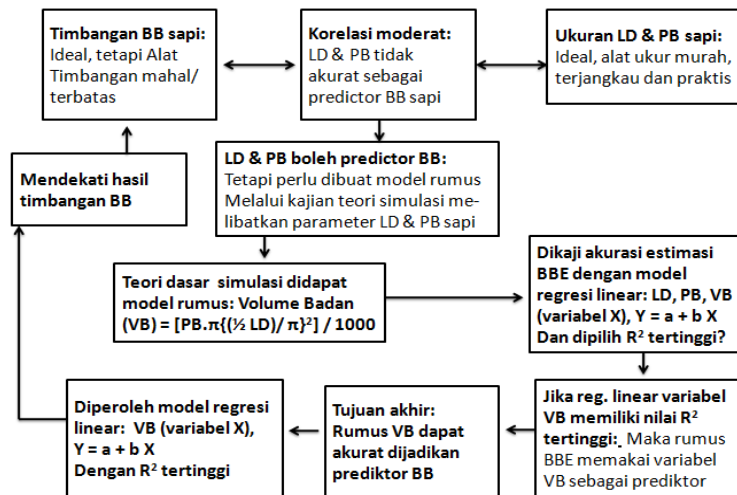 Timbangan BB sapi:
Ideal, tetapi Alat
Timbangan mahal/
terbatas
Korelasi moderat:
LD & PB tidak
akurat sebagai
predictor BB sapi
Ukuran LD & PB sapi:
Ideal, alat ukur murah,
terjangkau dan praktis
Mendekati hasil
timbangan BB
LD & PB boleh predictor BB:
Tetapi perlu dibuat model rumus
Melalui kajian teori simulasi me-
libatkan parameter LD & PB sapi
Teori dasar simulasi didapat
model rumus: Volume Badan
(VB) = [PB.π{(½ LD)/ π}²] / 1000
Dikaji akurasi estimasi
BBE dengan model
regresi linear: LD, PB, VB
(variabel X), Y = a + b X
Dan dipilih R² tertinggi?
Jika reg. linear variabel
VB memiliki nilai R²
tertinggi: Maka rumus
BBE memakai variabel
VB sebagai prediktor
Tujuan akhir:
Rumus VB dapat
akurat dijadikan
prediktor BB
Diperoleh model regresi
linear: VB (variabel X),
Y = a + b X
Dengan R² tertinggi